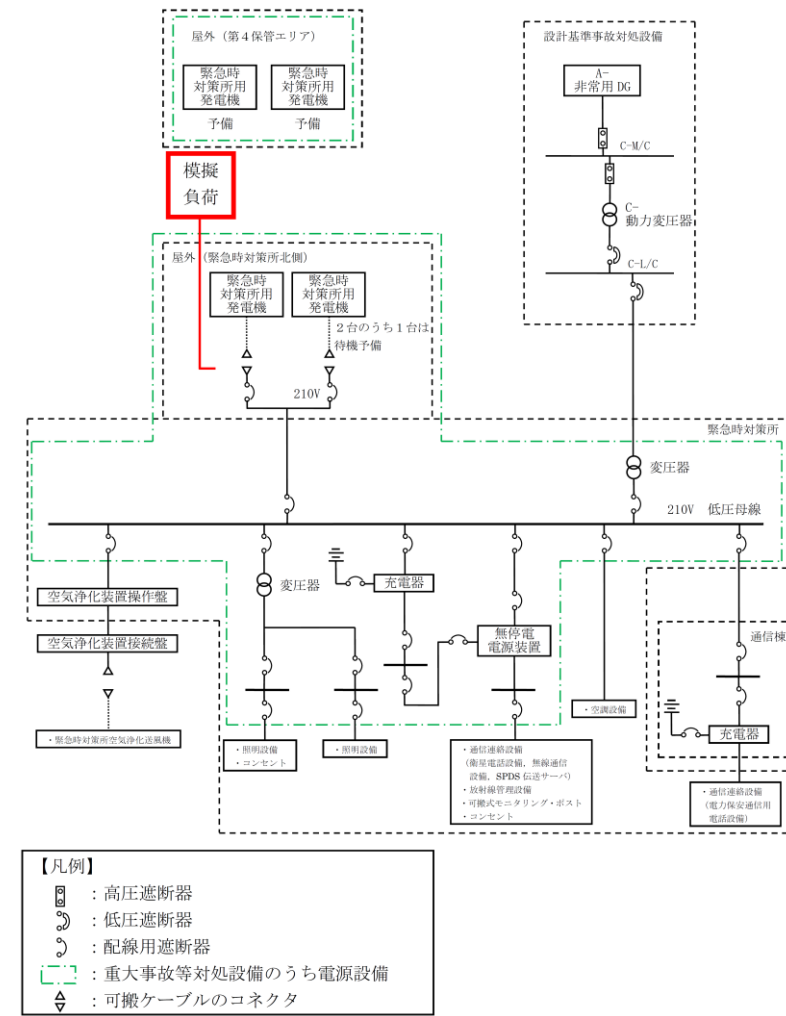 屋外（第４保管エリア）
緊急時
対策所用
発電機
予備
緊急時
対策所用
発電機
予備
模擬
負荷
設計基準事故対処設備
A-
非常用 DG
C-M/C
C-
動力変圧器
C-L/C
屋外（緊急時対策所北側）
緊急時
対策所用
発電機
緊急時
対策所用
発電機
２台のうち１台は
待機予備
210V
緊急時対策所
変圧器
210V　低圧母線
空気浄化装置操作盤
空気浄化装置接続盤
・緊急時対策所空気浄化送風機
変圧器
充電器
無停電
電源装置
・照明設備
・コンセント
・照明設備
・通信連絡設備
（衛星電話設備，無線通信
設備，SPDS 伝送サーバ）
・放射線管理設備
・可搬式モニタリング・ポスト
・コンセント
・空調設備
通信棟
充電器
・通信連絡設備
（電力保安通信用
電話設備）
【凡例】
：高圧遮断器
：低圧遮断器
：配線用遮断器
：重大事故等対処設備のうち電源設備
：可搬ケーブルのコネクタ